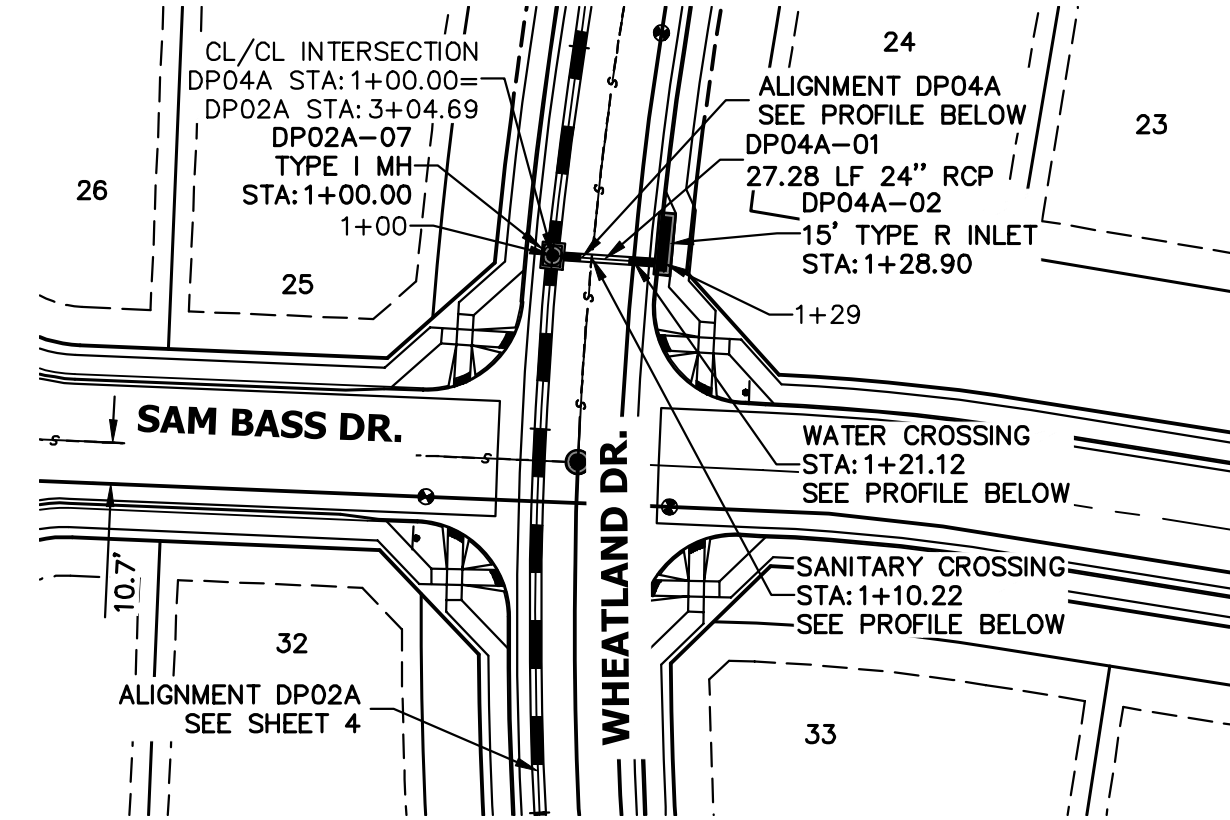 CL/CL INTERSECTION
DP04A STA:1+00.00=
DP02A STA:3+04.69
DP02A-07
TYPE I MH
STA:1+00.00
1+00
24
ALIGNMENT DP04A
SEE PROFILE BELOW
DP04A-01
27.28 LF 24" RCP
DP04A-02
15' TYPE R INLET
STA:1+28.90
1+29
23
26
25
S
S
S
S
SAM BASS DR.
S
S
WHEATLAND DR.
WATER CROSSING
STA:1+21.12
SEE PROFILE BELOW
SANITARY CROSSING
STA:1+10.22
SEE PROFILE BELOW
10.7'
32
ALIGNMENT DP02A
SEE SHEET 4
33